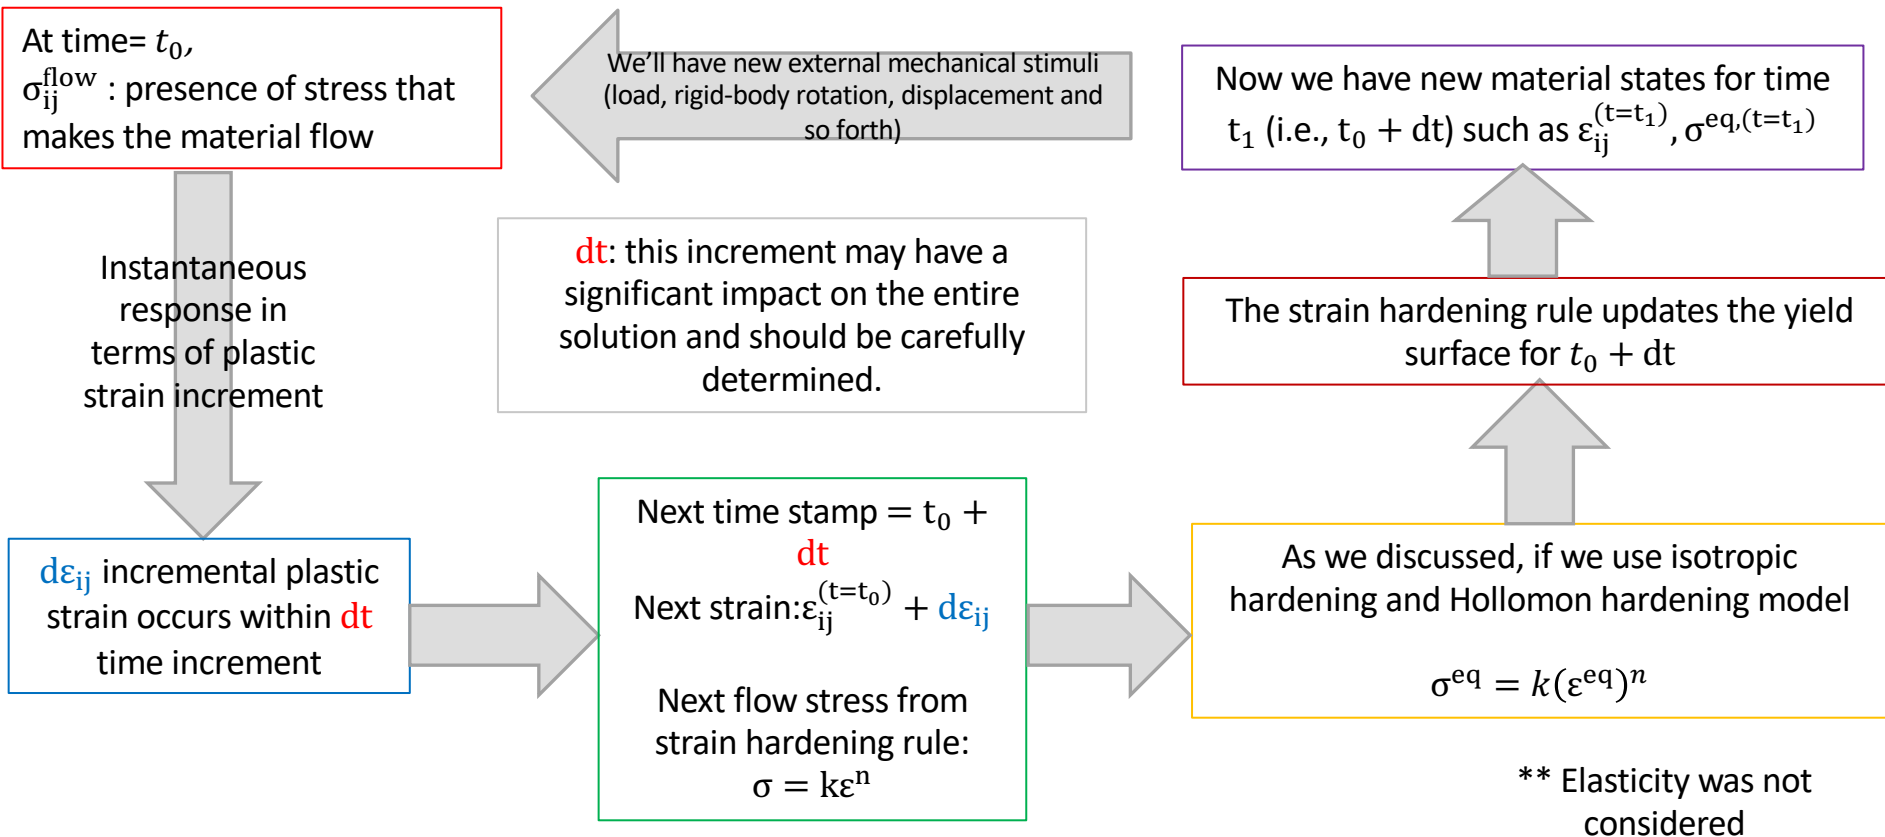 At time= t₀,
σᵢⱼ^flow : presence of stress that
makes the material flow
We'll have new external mechanical stimuli
(load, rigid-body rotation, displacement and
so forth)
Now we have new material states for time
t₁ (i.e., t₀ + dt) such as εᵢⱼ^(t=t₁), σ^eq,(t=t₁)
Instantaneous
response in
terms of plastic
strain increment
dt: this increment may have a
significant impact on the entire
solution and should be carefully
determined.
The strain hardening rule updates the yield
surface for t₀ + dt
dεᵢⱼ incremental plastic
strain occurs within dt
time increment
Next time stamp = t₀ +
dt
Next strain:εᵢⱼ^(t=t₀) + dεᵢⱼ
Next flow stress from
strain hardening rule:
σ = kεⁿ
As we discussed, if we use isotropic
hardening and Hollomon hardening model
σ^eq = k(ε^eq)ⁿ
** Elasticity was not
considered